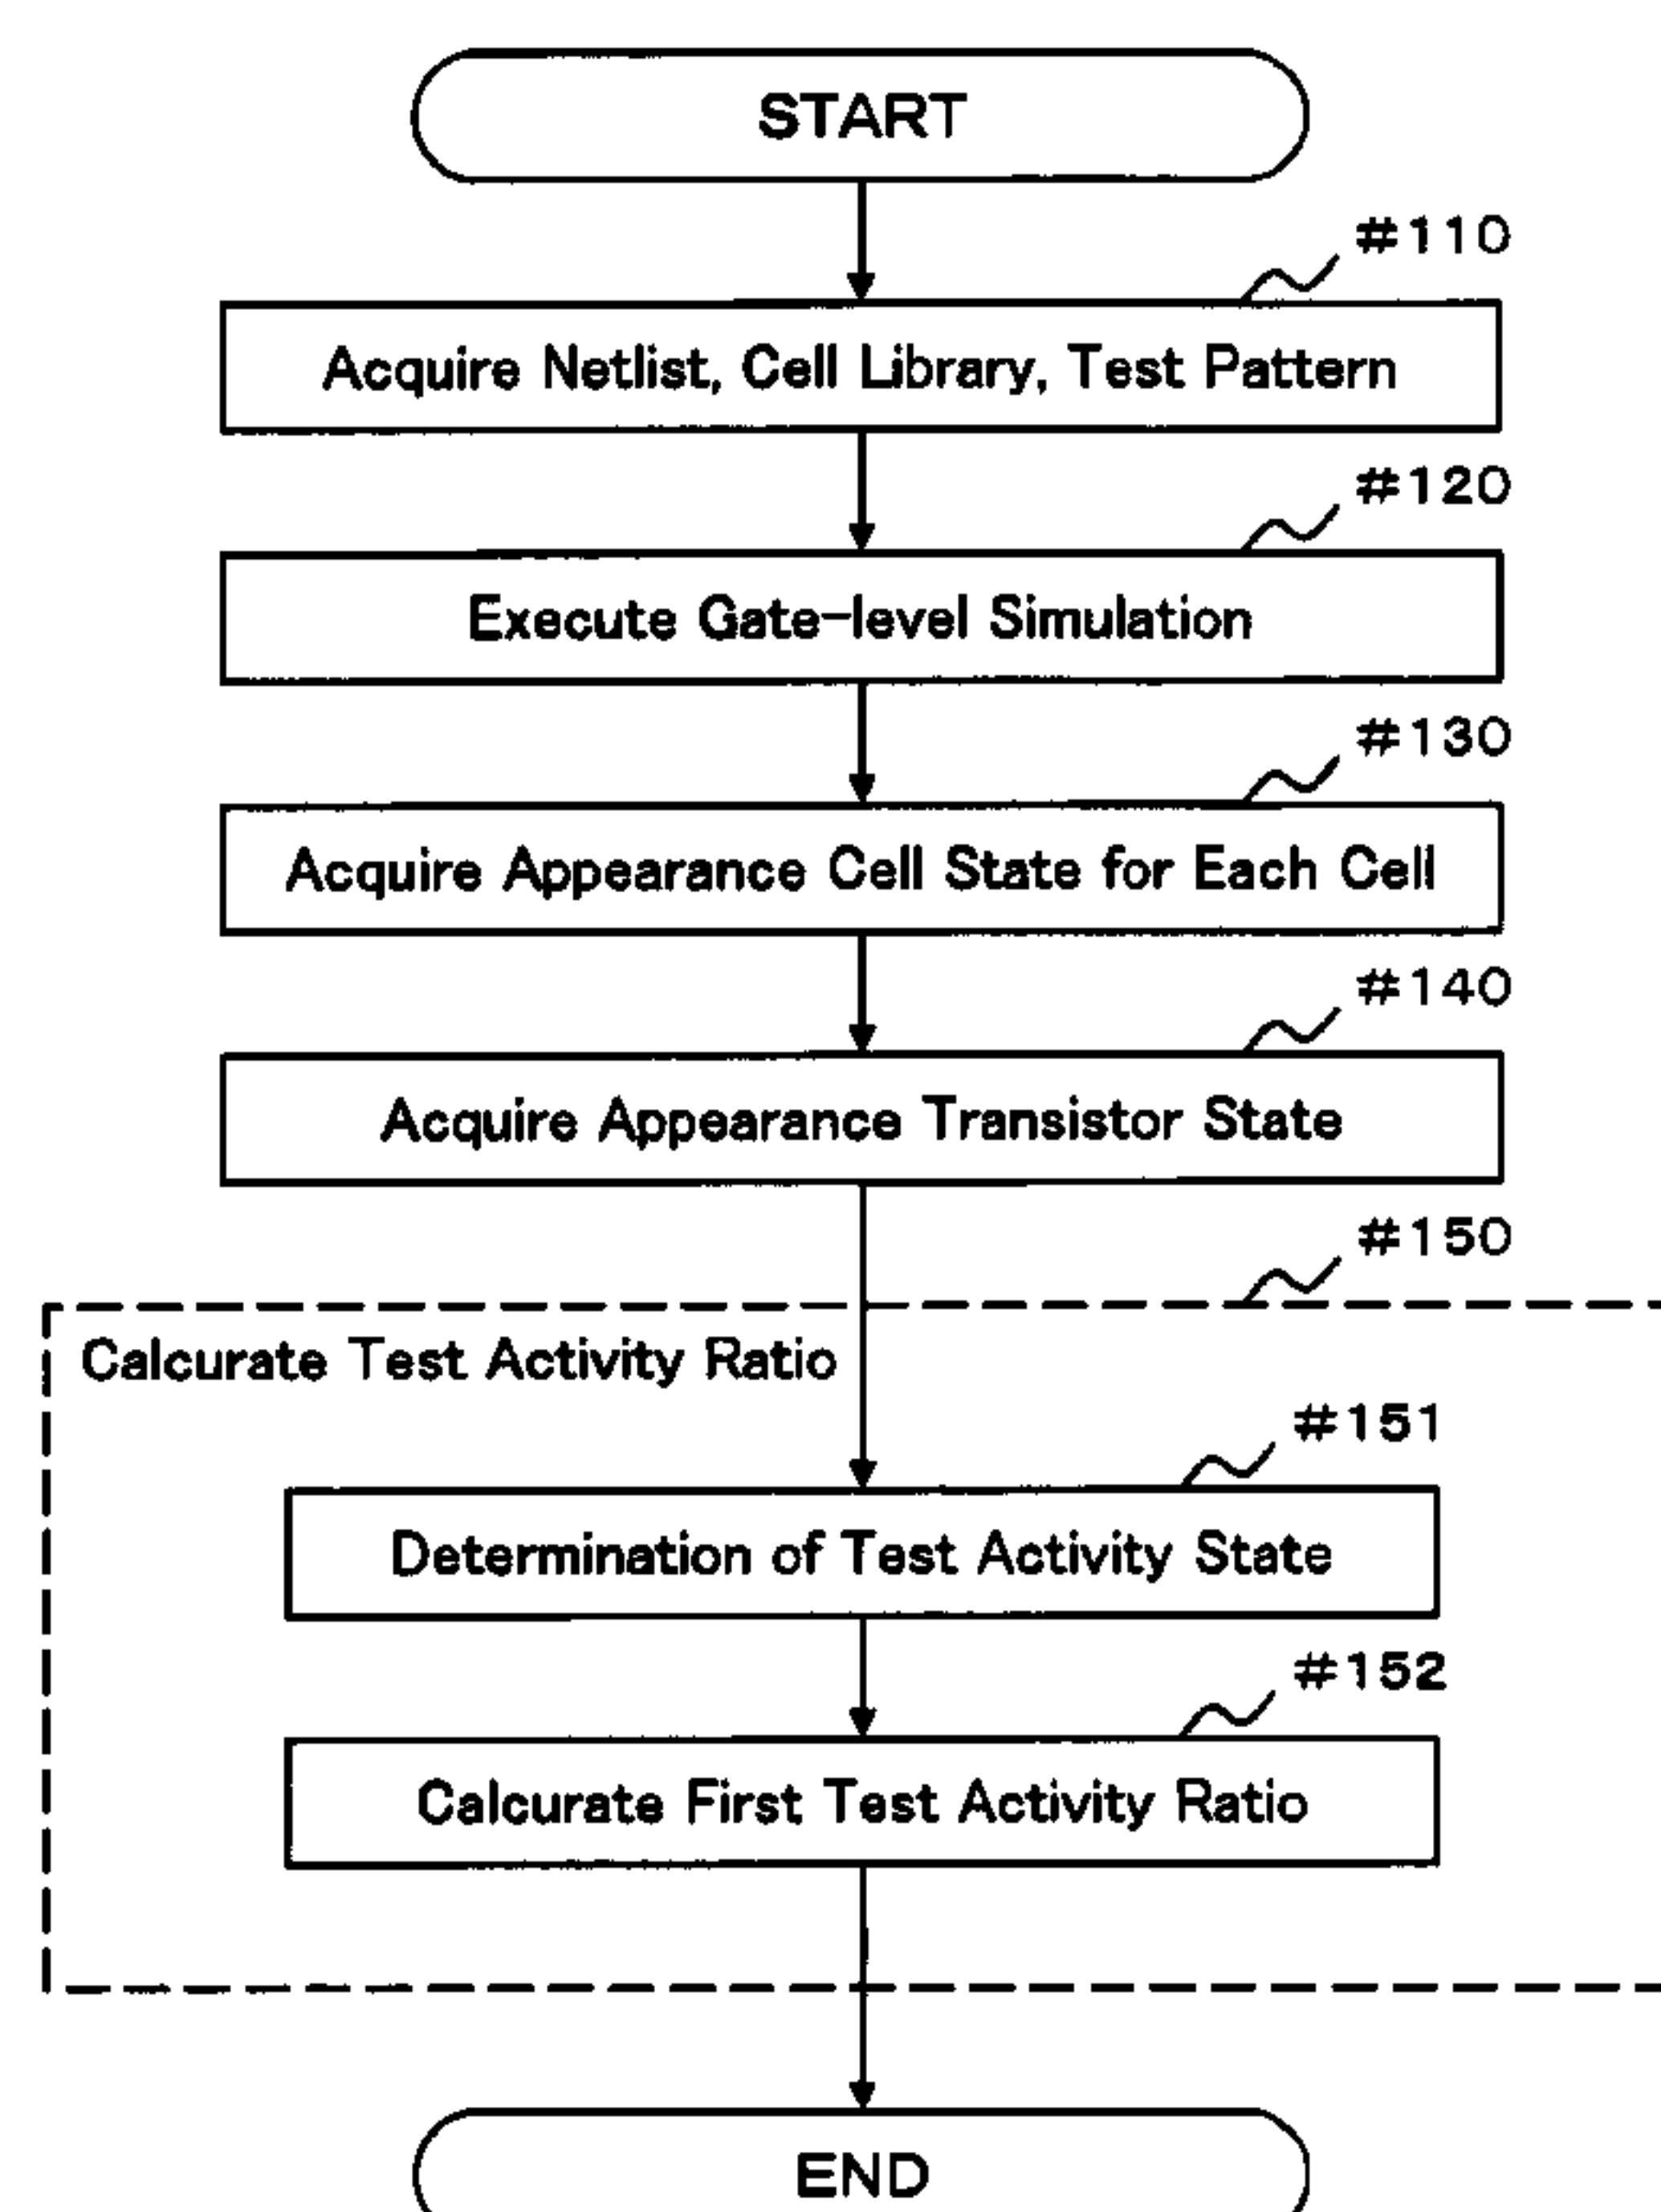 START
#110
Acquire Netlist, Cell Library, Test Pattern
#120
Execute Gate-level Simulation
#130
Acquire Appearance Cell State for Each Cell
#140
Acquire Appearance Transistor State
#150
Calcurate Test Activity Ratio
#151
Determination of Test Activity State
#152
Calcurate First Test Activity Ratio
END